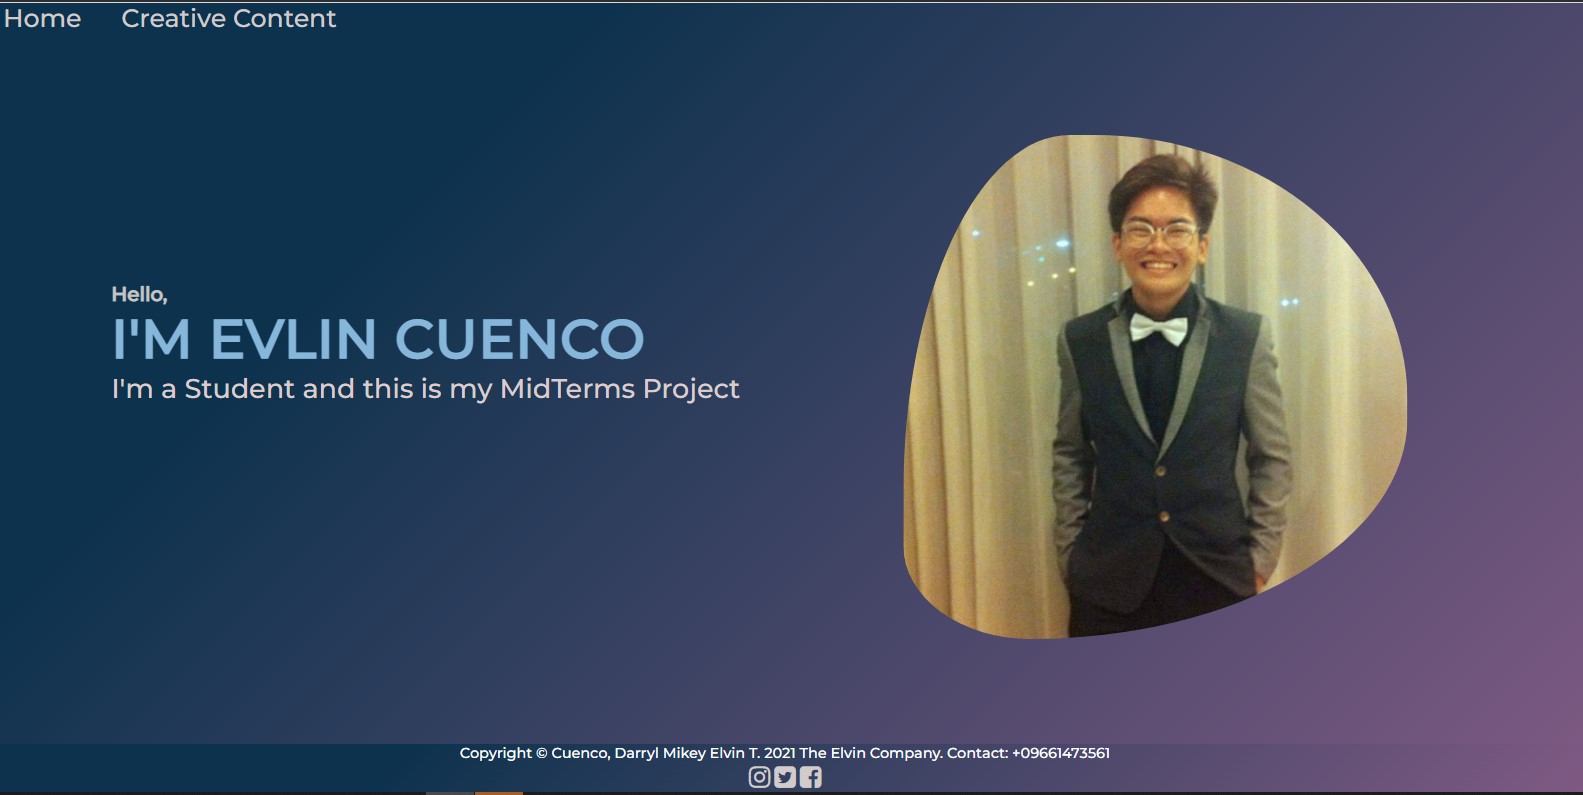 Home Creative Content
Hello,
I'M EVLIN CUENCO
I'm a Student and this is my MidTerms Project
Copyright © Cuenco, Darryl Mikey Elvin T. 2021 The Elvin Company. Contact: +09661473561